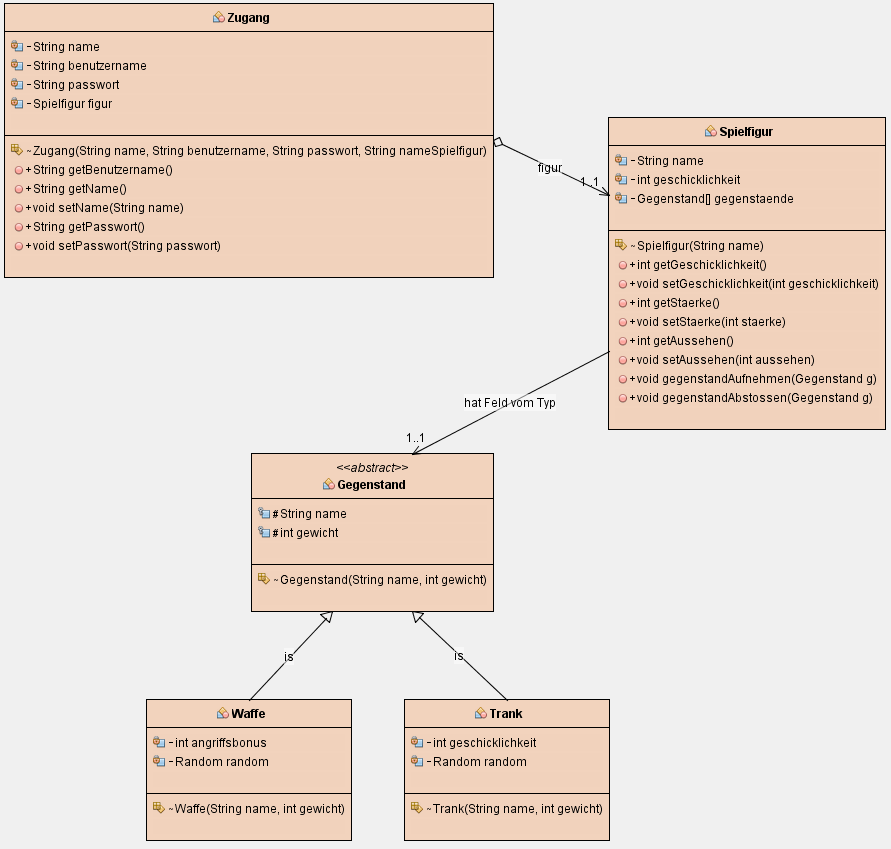 Zugang
- String name
- String benutzername
- String passwort
- Spielfigur figur
~ Zugang(String name, String benutzername, String passwort, String nameSpielfigur)
+ String getBenutzername()
+ String getName()
+ void setName(String name)
+ String getPasswort()
+ void setPasswort(String passwort)
figur
1..1
Spielfigur
- String name
- int geschicklichkeit
- Gegenstand[] gegenstaende
~ Spielfigur(String name)
+ int getGeschicklichkeit()
+ void setGeschicklichkeit(int geschicklichkeit)
+ int getStaerke()
+ void setStaerke(int staerke)
+ int getAussehen()
+ void setAussehen(int aussehen)
+ void gegenstandAufnehmen(Gegenstand g)
+ void gegenstandAbstossen(Gegenstand g)
hat Feld vom Typ
1..1
<<abstract>>
Gegenstand
# String name
# int gewicht
~ Gegenstand(String name, int gewicht)
is
is
Waffe
- int angriffsbonus
- Random random
~ Waffe(String name, int gewicht)
Trank
- int geschicklichkeit
- Random random
~ Trank(String name, int gewicht)